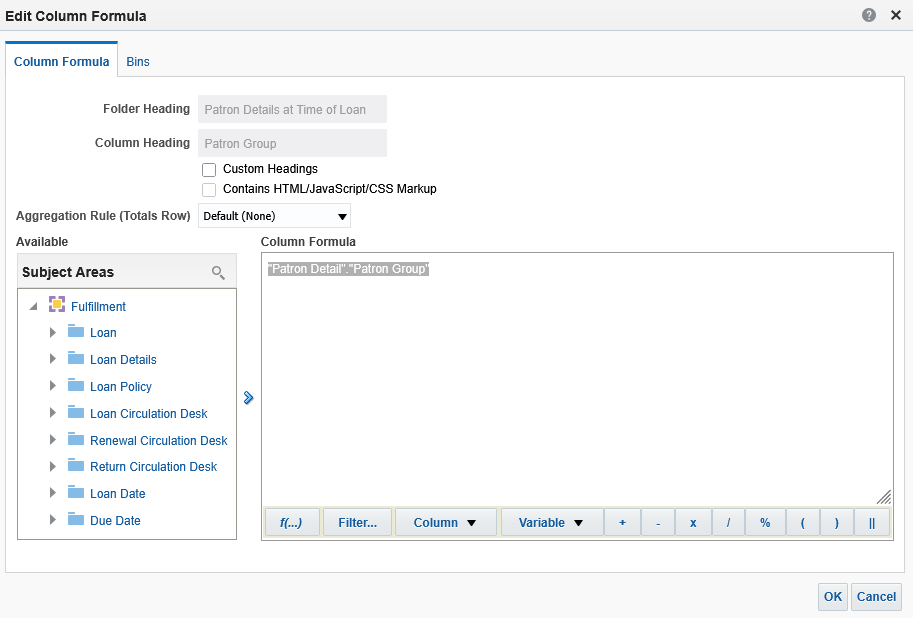 Edit Column Formula
Column Formula Bins
Folder Heading Patron Details at Time of Loan
Column Heading Patron Group
Custom Headings
Contains HTML/JavaScript/CSS Markup
Aggregation Rule (Totals Row) Default (None)
Available
Column Formula
Subject Areas
"Patron Detail"."Patron Group"
Fulfillment
Loan
Loan Details
Loan Policy
Loan Circulation Desk
Renewal Circulation Desk
Return Circulation Desk
Loan Date
Due Date
f(...) Filter... Column Variable + - x / % ( ) ||
OK Cancel